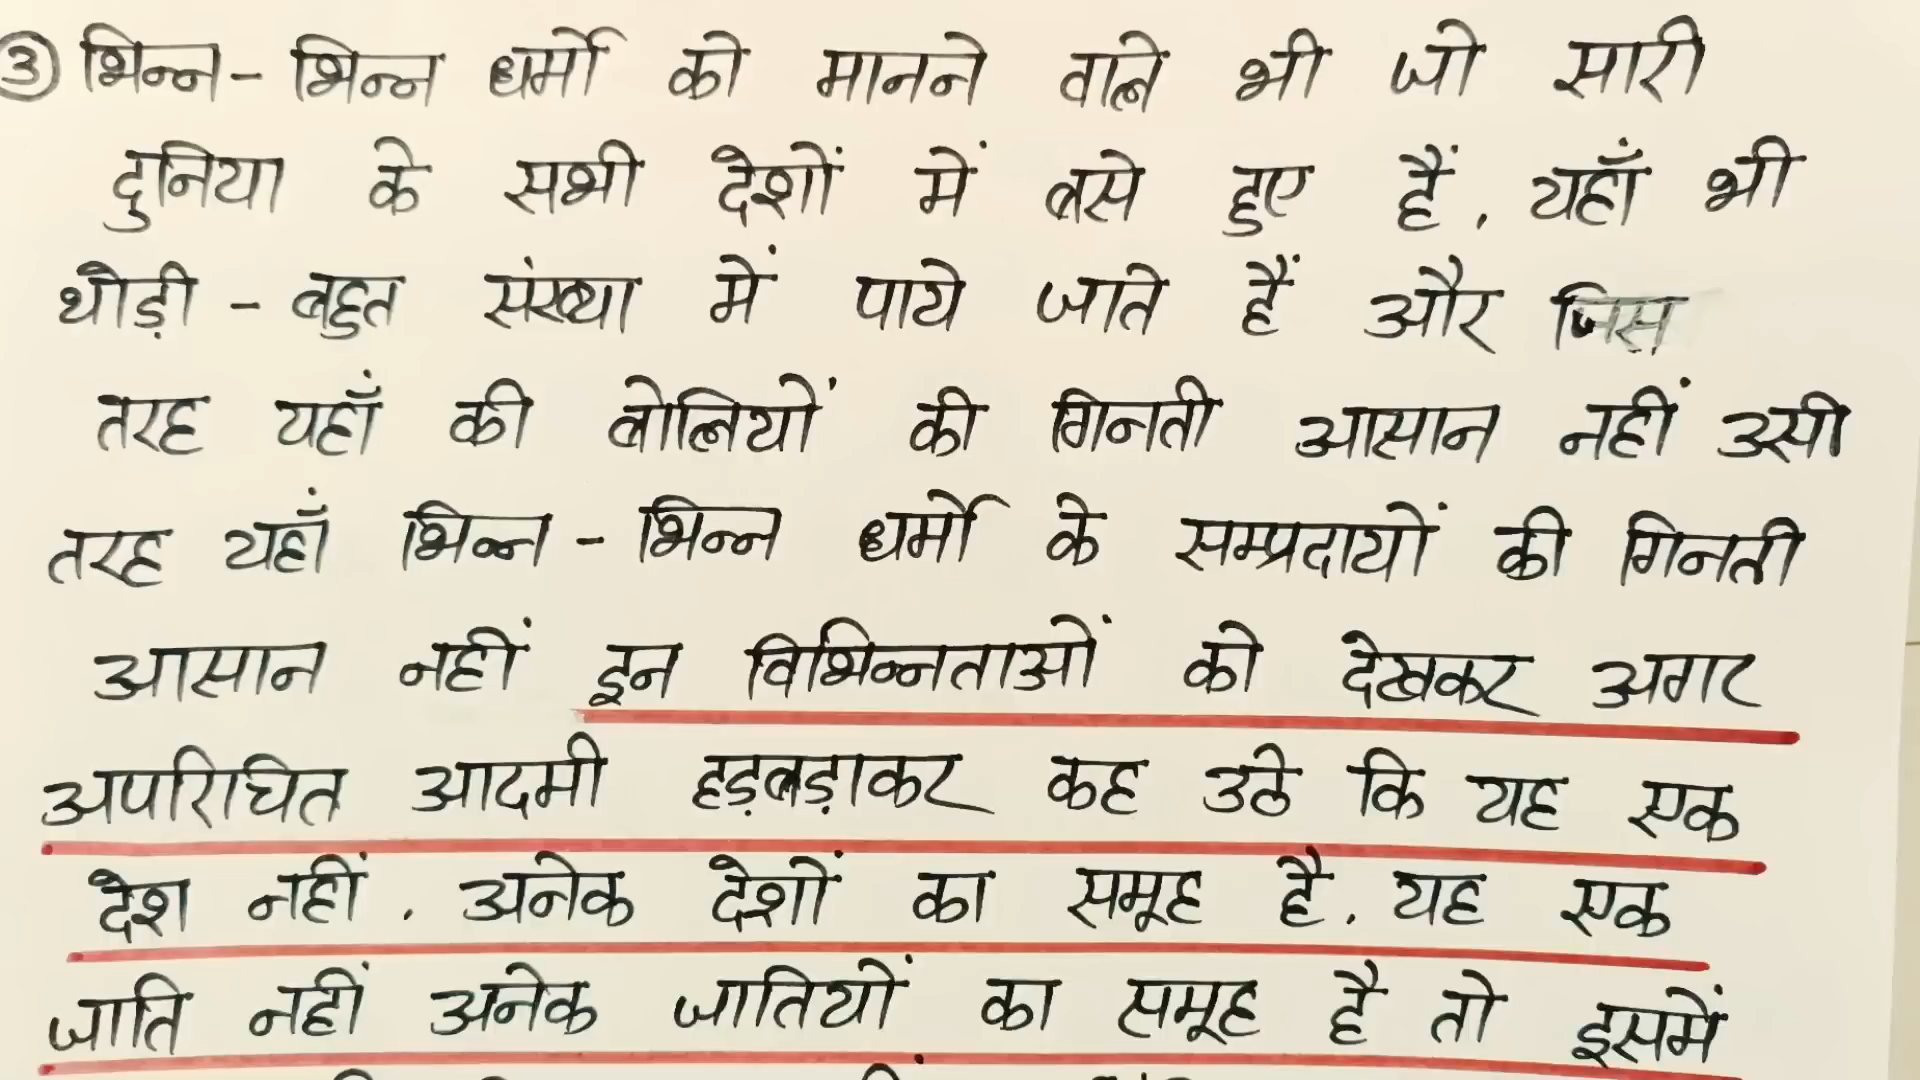 ③ भिन्न - भिन्न धर्मो को मानने वाले भी जो सारी
दुनिया के सभी देशों में बसे हुए हैं, यहाँ भी
थोड़ी - बहुत संख्या में पाये जाते हैं और जिस
तरह यहाँ की बोलियों की गिनती आसान नहीं उसी
तरह यहाँ भिन्न - भिन्न धर्मो के सम्प्रदायों की गिनती
आसान नहीं इन विभिन्नताओं को देखकर अगर
अपरिचित आदमी हड़बड़ाकर कह उठे कि यह एक
देश नहीं, अनेक देशों का समूह है, यह एक
जाति नहीं अनेक जातियों का समूह है तो इसमें